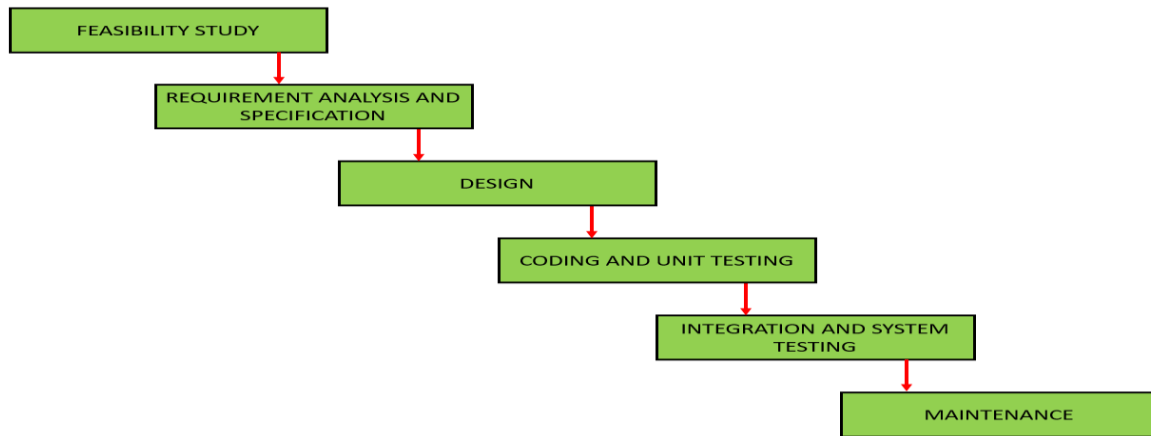 FEASIBILITY STUDY
REQUIREMENT ANALYSIS AND
SPECIFICATION
DESIGN
CODING AND UNIT TESTING
INTEGRATION AND SYSTEM
TESTING
MAINTENANCE